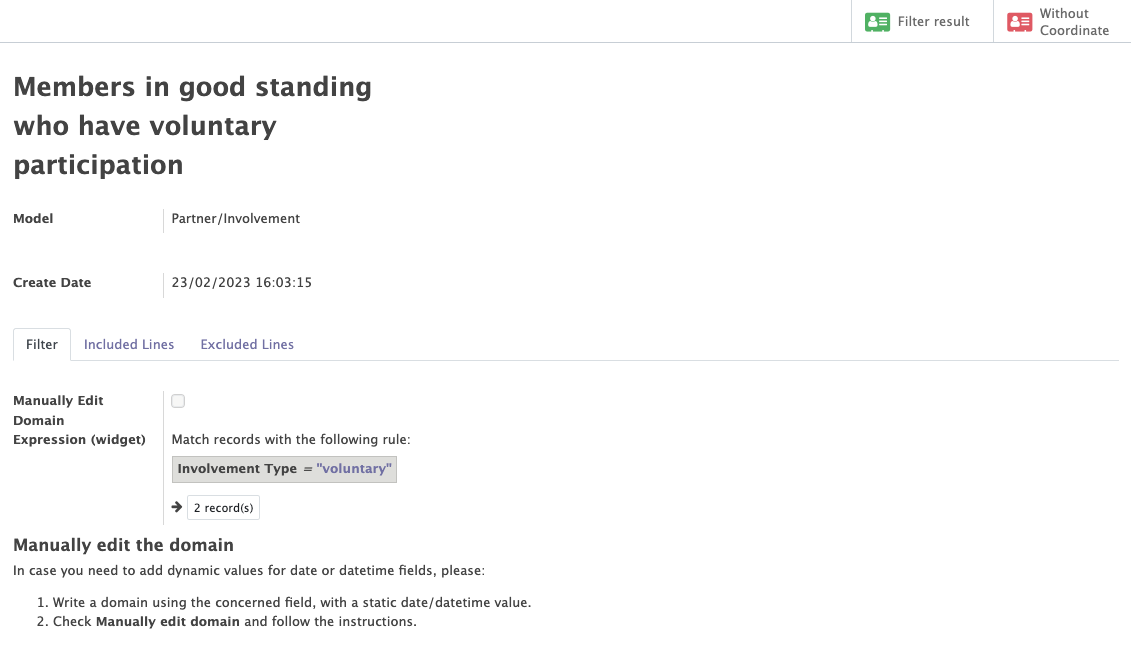 Filter result
Without
Coordinate
Members in good standing
who have voluntary
participation
Model
Partner/Involvement
Create Date
23/02/2023 16:03:15
Filter
Included Lines
Excluded Lines
Manually Edit
Domain
Expression (widget)
Match records with the following rule:
Involvement Type = "voluntary"
2 record(s)
Manually edit the domain
In case you need to add dynamic values for date or datetime fields, please:
1. Write a domain using the concerned field, with a static date/datetime value.
2. Check Manually edit domain and follow the instructions.